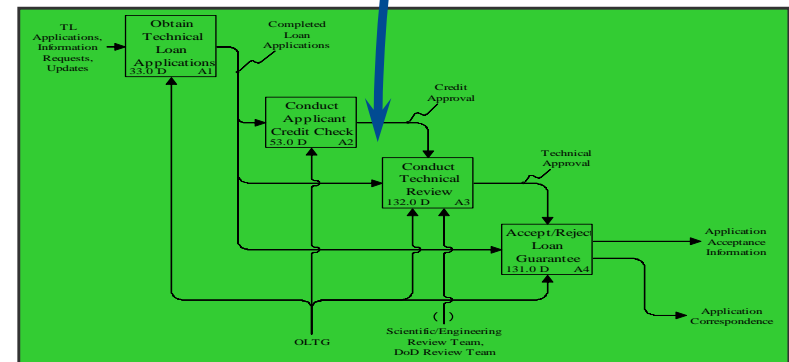 TL
Applications,
Information
Requests,
Updates
Obtain
Technical
Loan
Applications
33.0 D A1
Completed
Loan
Applications
Conduct
Applicant
Credit Check
53.0 D A2
Credit
Approval
Conduct
Technical
Review
132.0 D A3
Technical
Approval
Accept/Reject
Loan
Guarantee
131.0 D A4
Application
Acceptance
Information
Application
Correspondence
OLTG
( )
Scientific/Engineering
Review Team,
DoD Review Team